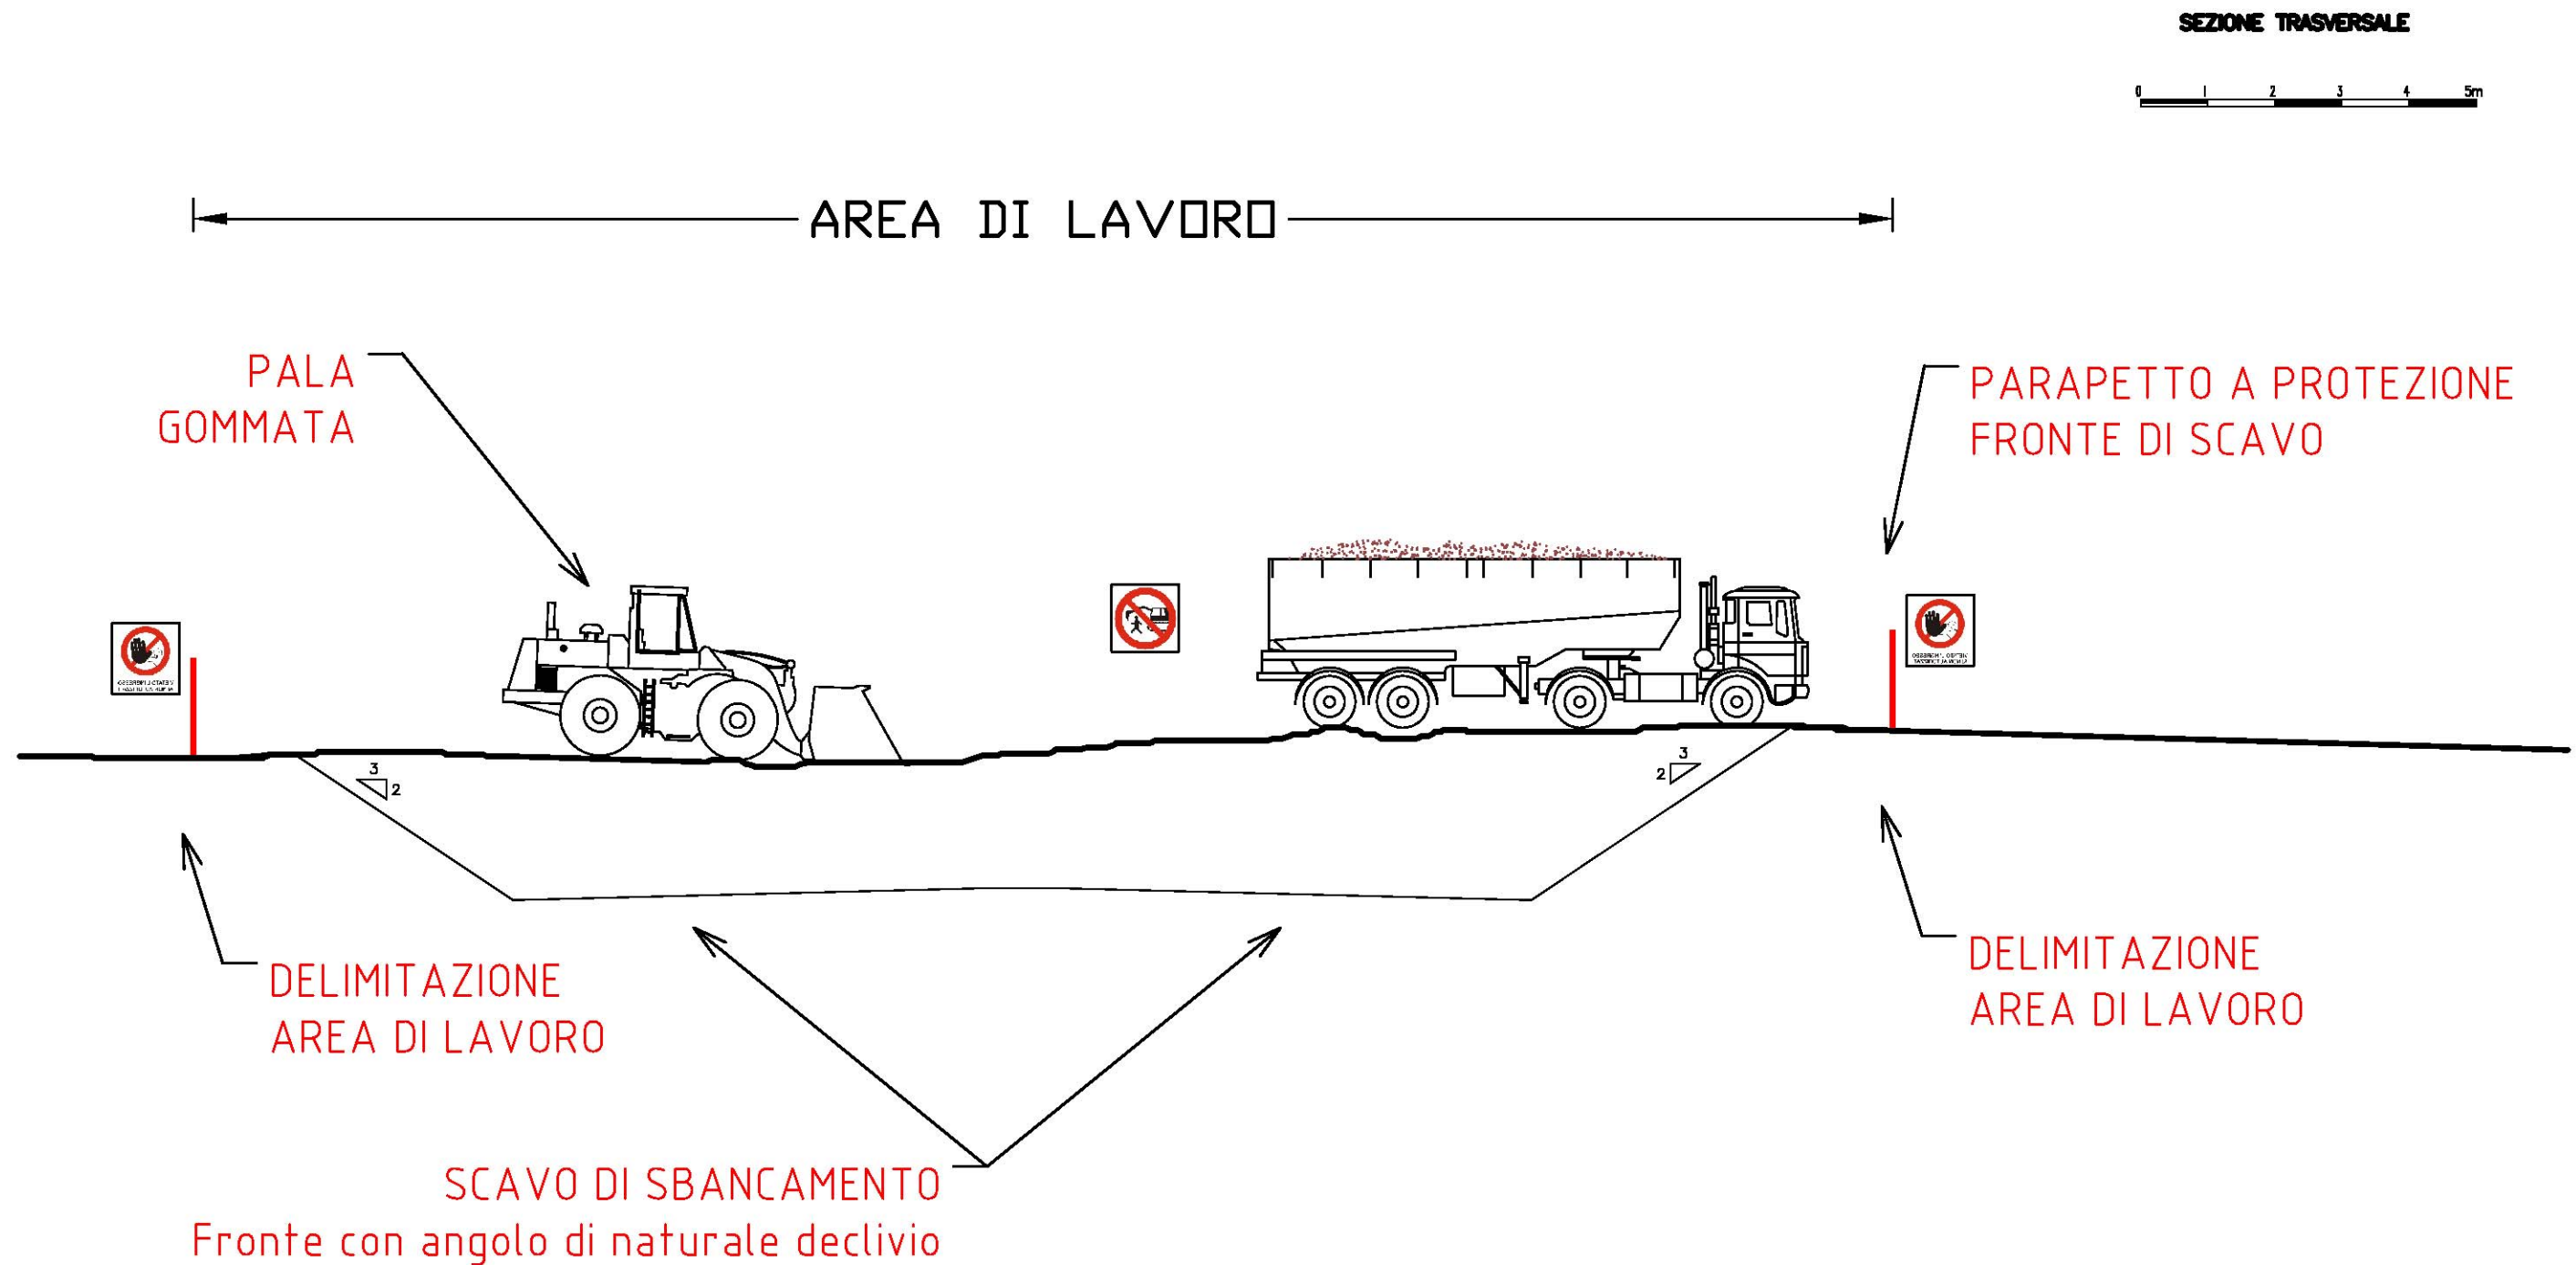 SEZIONE TRASVERSALE
0 1 2 3 4 5m
AREA DI LAVORO
PALA
GOMMATA
PARAPETTO A PROTEZIONE
FRONTE DI SCAVO
3
2
3
2
DELIMITAZIONE
AREA DI LAVORO
DELIMITAZIONE
AREA DI LAVORO
SCAVO DI SBANCAMENTO
Fronte con angolo di naturale declivio